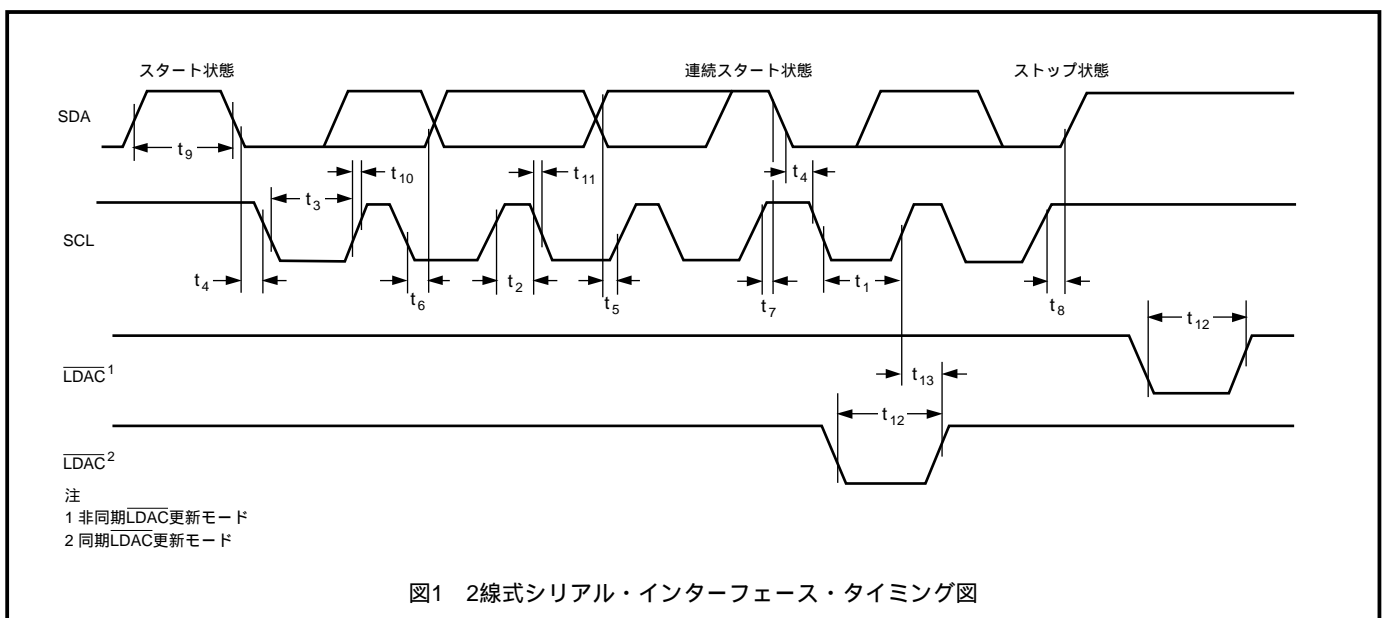 スタート状態 連続スタート状態 ストップ状態
SDA
t9
t10 t11 t4
t3
SCL
t4 t6 t2 t5 t7 t1 t8
t12
LDAC1
t13
t12
LDAC2
注
1 非同期LDAC更新モード
2 同期LDAC更新モード
図1 2線式シリアル・インターフェース・タイミング図